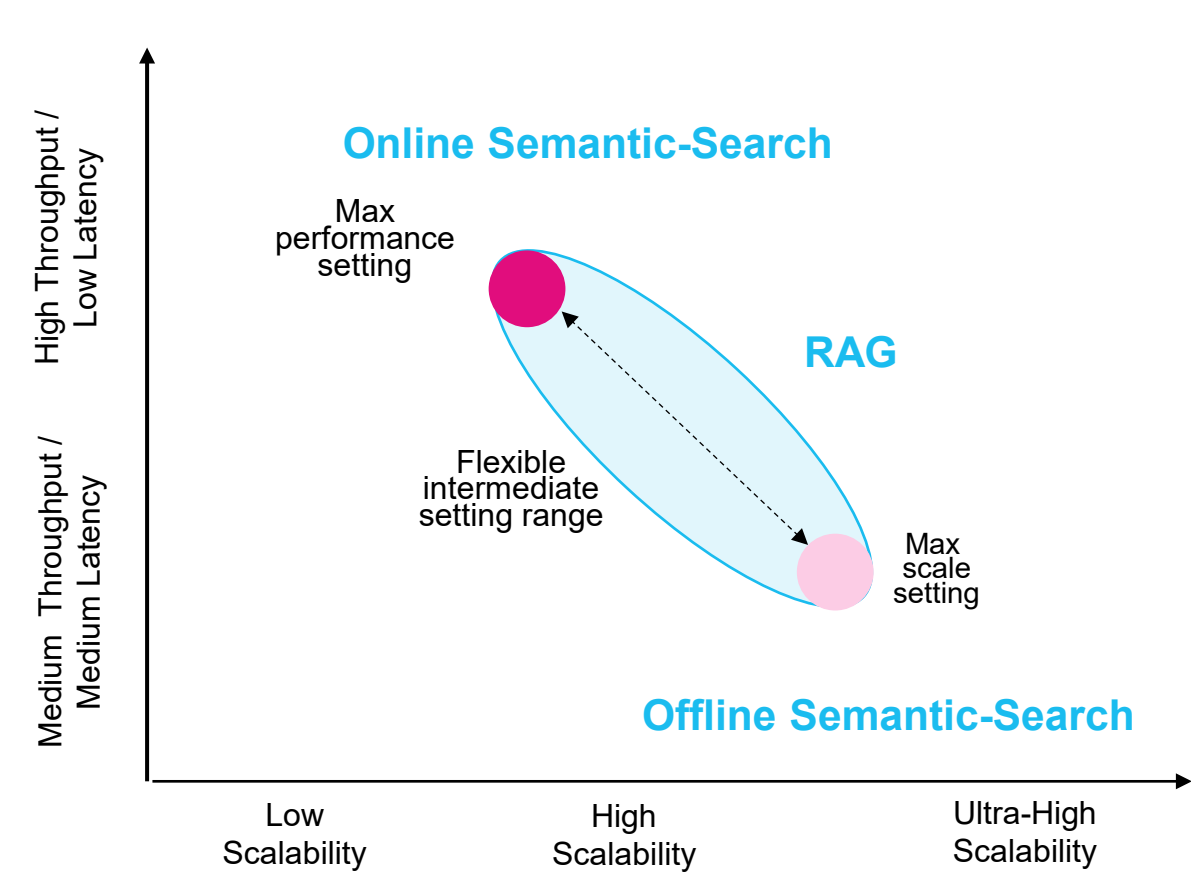 Online Semantic-Search
Max
performance
setting
High Throughput /
Low Latency
RAG
Flexible
intermediate
setting range
Max
scale
setting
Medium Throughput /
Medium Latency
Offline Semantic-Search
Low
Scalability
High
Scalability
Ultra-High
Scalability